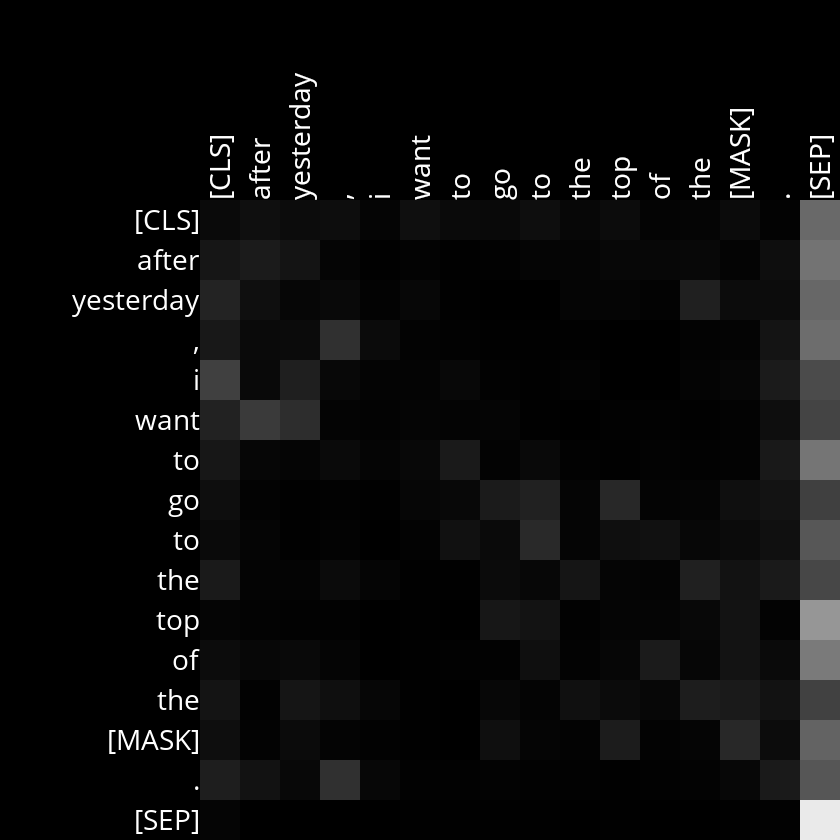 [CLS] after yesterday , i want to go to the top of the [MASK] . [SEP]
[CLS]
after
yesterday
,
i
want
to
go
to
the
top
of
the
[MASK]
.
[SEP]